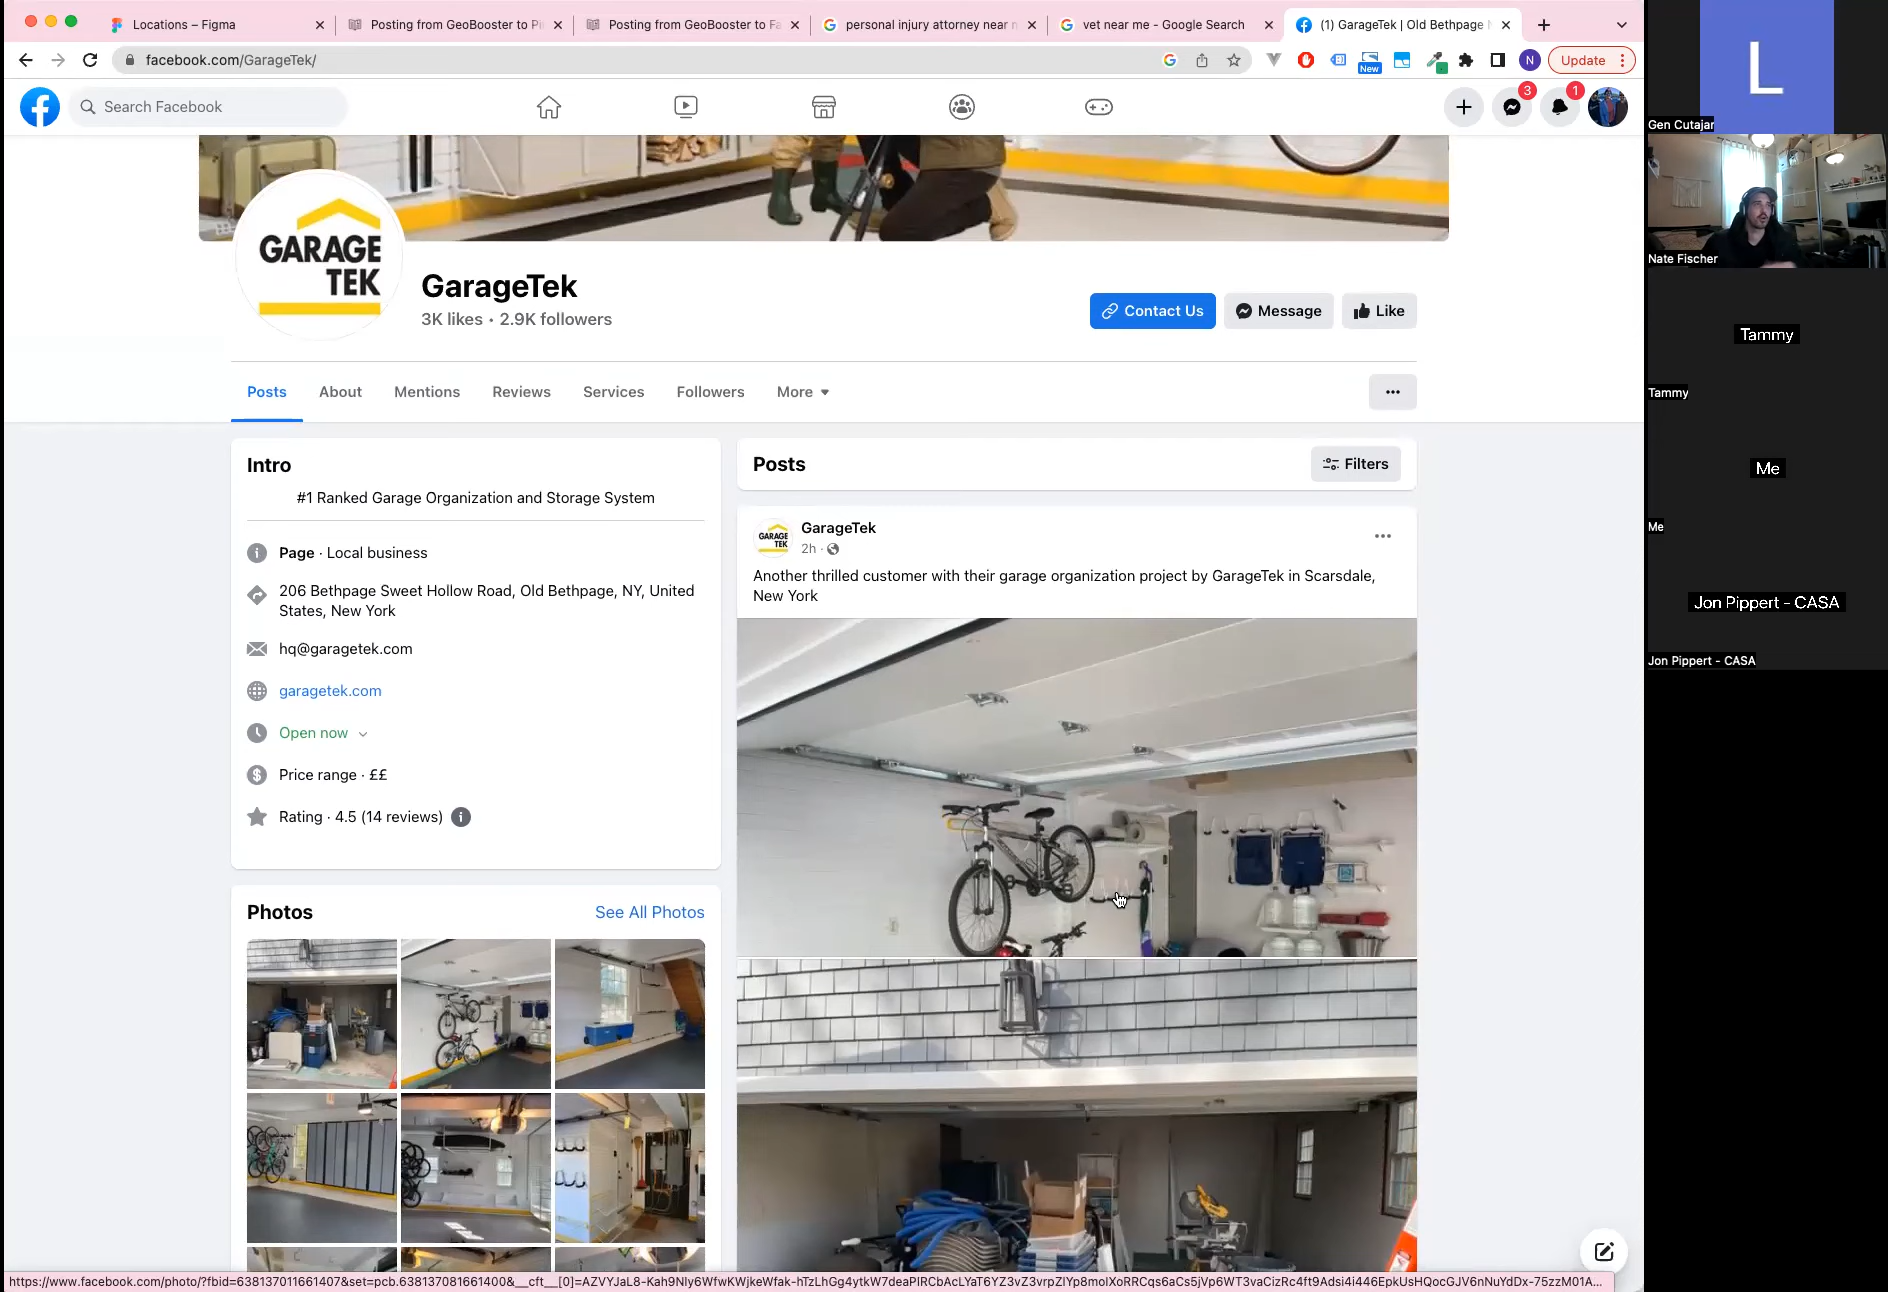 Locations – Figma
Posting from GeoBooster to Pi
Posting from GeoBooster to Fa
personal injury attorney near n
vet near me - Google Search
(1) GarageTek | Old Bethpage N
facebook.com/GarageTek/
New
N
Update
Search Facebook
3
1
GARAGE
TEK
GarageTek
3K likes • 2.9K followers
Contact Us
Message
Like
Posts
About
Mentions
Reviews
Services
Followers
More
Intro
#1 Ranked Garage Organization and Storage System
Page · Local business
206 Bethpage Sweet Hollow Road, Old Bethpage, NY, United
States, New York
hq@garagetek.com
garagetek.com
Open now
Price range · ££
Rating · 4.5 (14 reviews)
Photos
See All Photos
Posts
Filters
GARAGE
TEK
GarageTek
2h ·
Another thrilled customer with their garage organization project by GarageTek in Scarsdale,
New York
L
Gen Cutajar
Nate Fischer
Tammy
Tammy
Me
Me
Jon Pippert - CASA
Jon Pippert - CASA